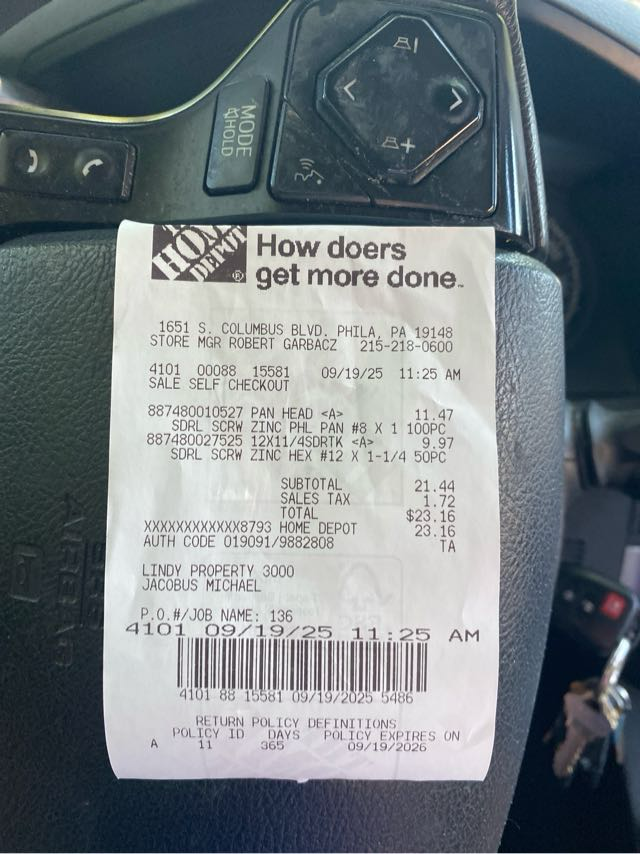 MODE
HOLD
THE HOME DEPOT ® How doers
get more done™
1651 S. COLUMBUS BLVD. PHILA, PA 19148
STORE MGR ROBERT GARBACZ 215-218-0600
4101 00088 15581 09/19/25 11:25 AM
SALE SELF CHECKOUT
887480010527 PAN HEAD <A> 11.47
SDRL SCRW ZINC PHL PAN #8 X 1 100PC
887480027525 12X11/4SDRTK <A> 9.97
SDRL SCRW ZINC HEX #12 X 1-1/4 50PC
SUBTOTAL 21.44
SALES TAX 1.72
TOTAL $23.16
XXXXXXXXXXXX8793 HOME DEPOT 23.16
AUTH CODE 019091/9882808 TA
LINDY PROPERTY 3000
JACOBUS MICHAEL
P.O.#/JOB NAME: 136
4101 09/19/25 11:25 AM
4101 88 15581 09/19/2025 5486
RETURN POLICY DEFINITIONS
POLICY ID DAYS POLICY EXPIRES ON
A 11 365 09/19/2026
SRS
AIRBAG